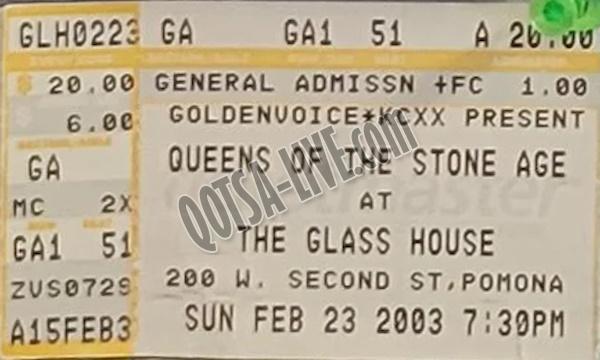 GLH0223 GA GA1 51 A 20.00
20.00 GENERAL ADMISSN +FC 1.00
6.00 GOLDENVOICE*KCXX PRESENT
GA QUEENS OF THE STONE AGE
MC 2X AT
GA1 51 THE GLASS HOUSE
ZVS0729 200 W. SECOND ST,POMONA
A15FEB3 SUN FEB 23 2003 7:30PM
QOTSA-LIVE.com